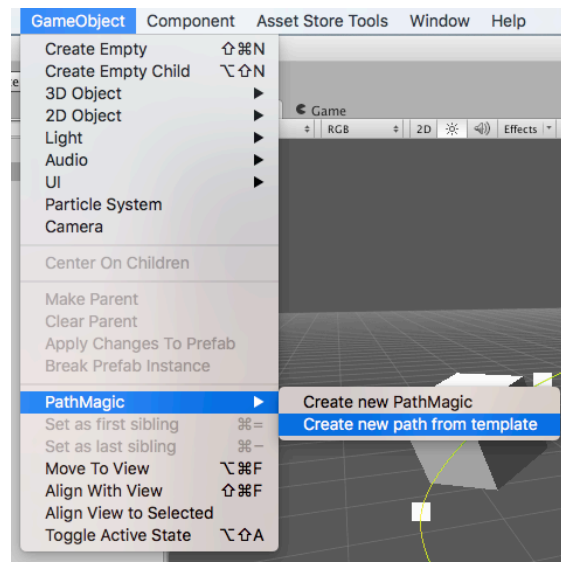 GameObject Component Asset Store Tools Window Help
Create Empty ⇧⌘N
Create Empty Child ⌥⇧N
3D Object ▶
2D Object ▶
Light ▶
Audio ▶
UI ▶
Particle System
Camera
Center On Children
Make Parent
Clear Parent
Apply Changes To Prefab
Break Prefab Instance
PathMagic ▶
Set as first sibling ⌘=
Set as last sibling ⌘-
Move To View ⌥⌘F
Align With View ⇧⌘F
Align View to Selected
Toggle Active State ⌥⇧A
Create new PathMagic
Create new path from template
Game
RGB 2D Effects